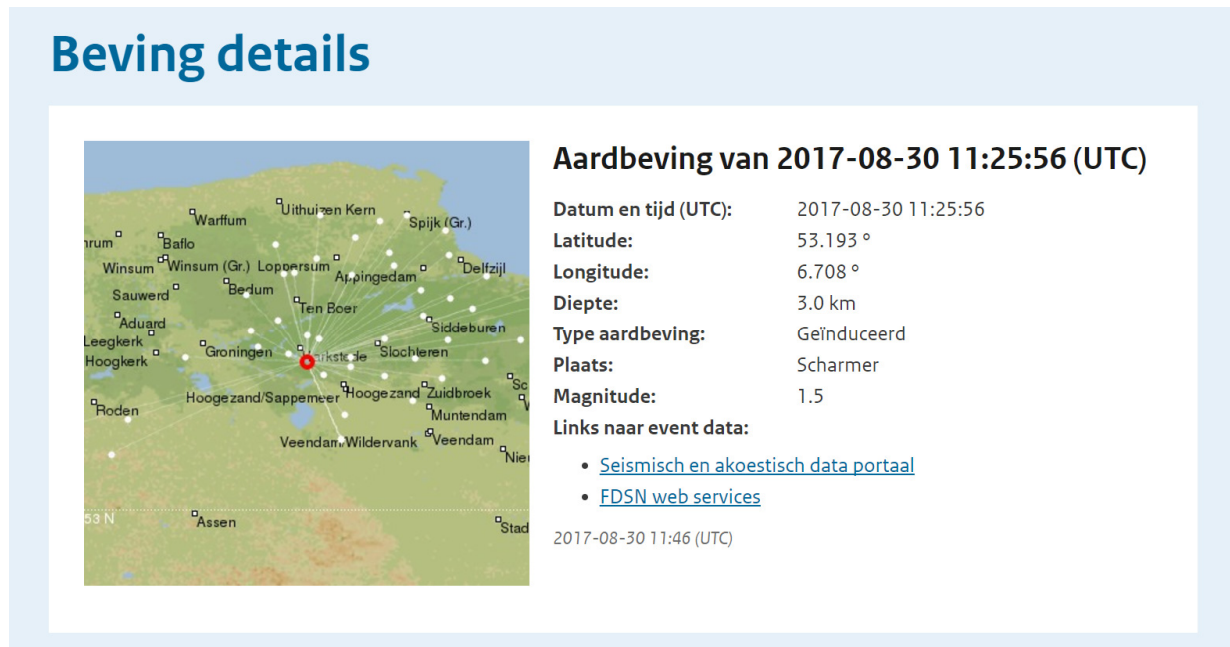 Beving details
Aardbeving van 2017-08-30 11:25:56 (UTC)
Datum en tijd (UTC): 2017-08-30 11:25:56
Latitude: 53.193 °
Longitude: 6.708 °
Diepte: 3.0 km
Type aardbeving: Geïnduceerd
Plaats: Scharmer
Magnitude: 1.5
Links naar event data:
• Seismisch en akoestisch data portaal
• FDSN web services
2017-08-30 11:46 (UTC)
Warffum
Uithuizen Kern
Spijk (Gr.)
Baflo
Winsum
Winsum (Gr.)
Loppersum
Appingedam
Delfzijl
Sauwerd
Bedum
Ten Boer
Aduard
Siddeburen
Leegkerk
Hoogkerk
Groningen
Slochteren
Hoogezand/Sappemeer
Hoogezand
Zuidbroek
Roden
Muntendam
Veendam/Wildervank
Veendam
53 N
Assen